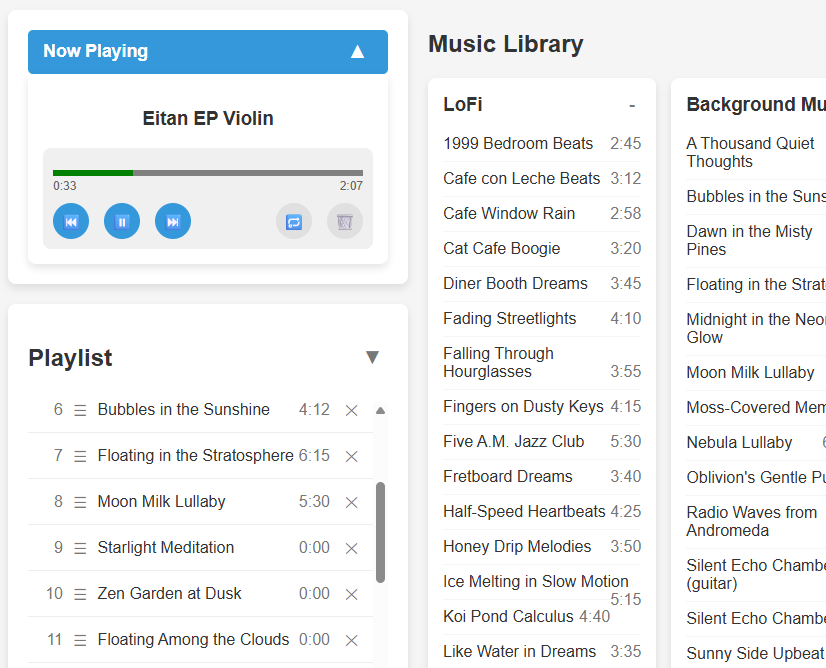 Now Playing ▲
Eitan EP Violin
0:33 2:07
Playlist ▼
6 Bubbles in the Sunshine 4:12
7 Floating in the Stratosphere 6:15
8 Moon Milk Lullaby 5:30
9 Starlight Meditation 0:00
10 Zen Garden at Dusk 0:00
11 Floating Among the Clouds 0:00
Music Library
LoFi -
1999 Bedroom Beats 2:45
Cafe con Leche Beats 3:12
Cafe Window Rain 2:58
Cat Cafe Boogie 3:20
Diner Booth Dreams 3:45
Fading Streetlights 4:10
Falling Through
Hourglasses 3:55
Fingers on Dusty Keys 4:15
Five A.M. Jazz Club 5:30
Fretboard Dreams 3:40
Half-Speed Heartbeats 4:25
Honey Drip Melodies 3:50
Ice Melting in Slow Motion
5:15
Koi Pond Calculus 4:40
Like Water in Dreams 3:35
Background Mu
A Thousand Quiet
Thoughts
Bubbles in the Suns
Dawn in the Misty
Pines
Floating in the Strat
Midnight in the Neo
Glow
Moon Milk Lullaby
Moss-Covered Mem
Nebula Lullaby
Oblivion's Gentle Pu
Radio Waves from
Andromeda
Silent Echo Chambe
(guitar)
Silent Echo Chambe
Sunny Side Upbeat